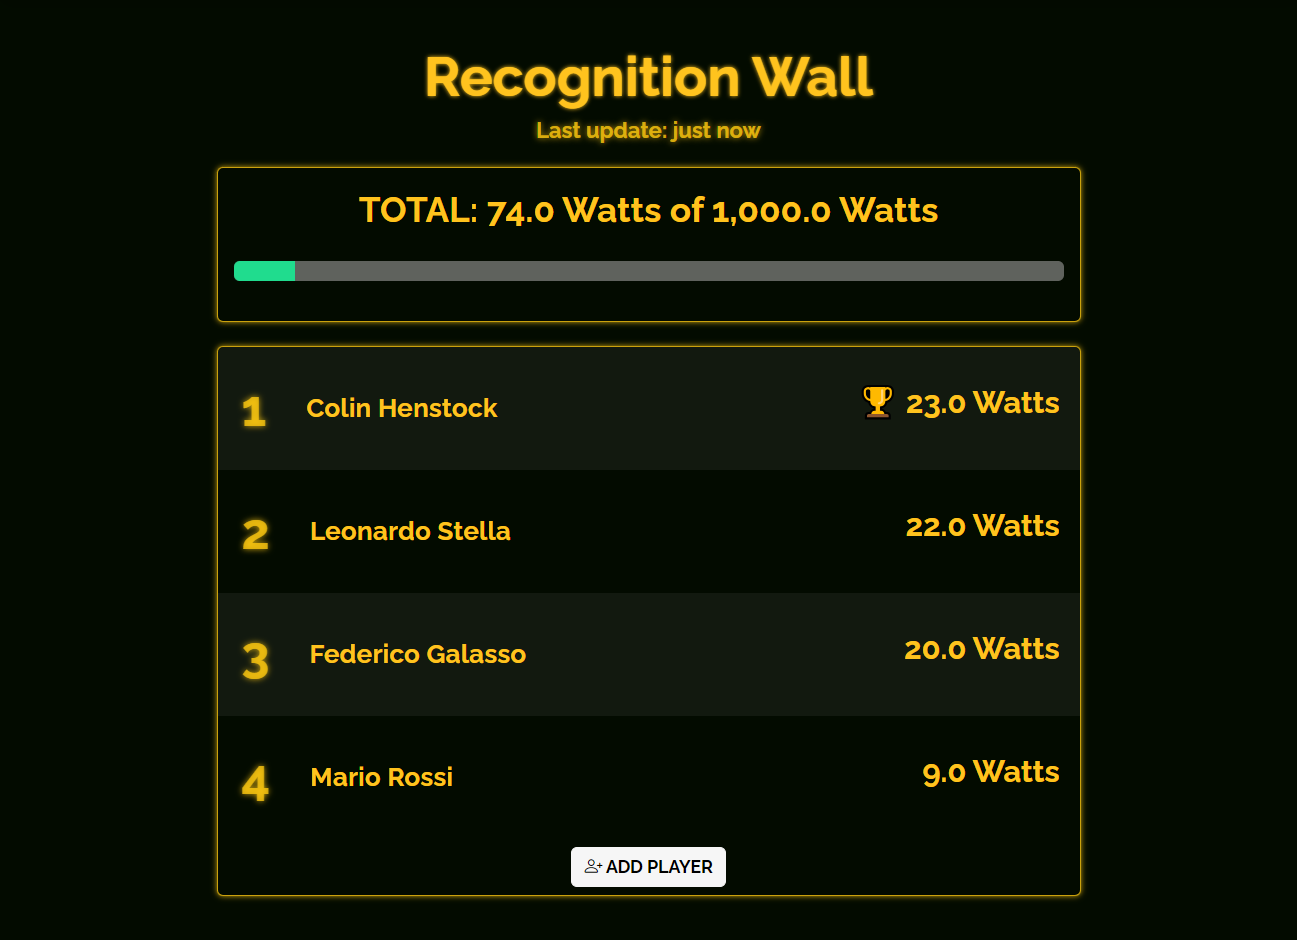 Recognition Wall
Last update: just now
TOTAL: 74.0 Watts of 1,000.0 Watts
1 Colin Henstock 23.0 Watts
2 Leonardo Stella 22.0 Watts
3 Federico Galasso 20.0 Watts
4 Mario Rossi 9.0 Watts
ADD PLAYER